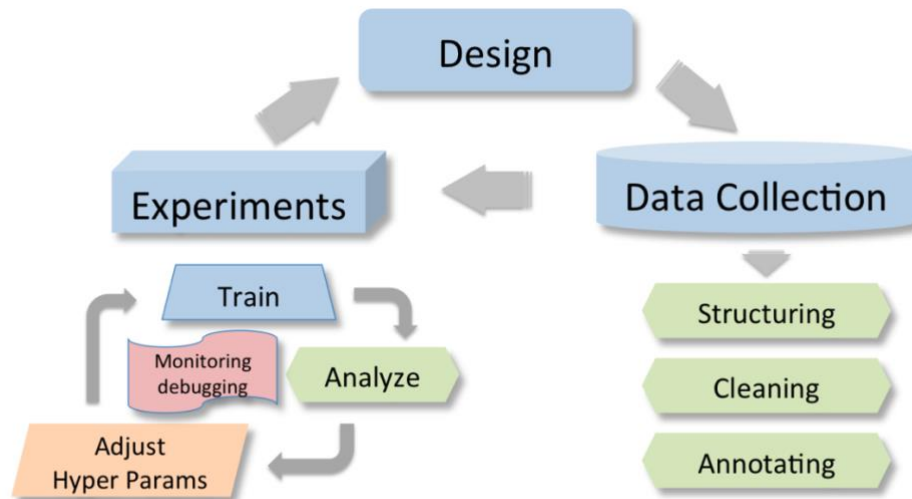 Design
Experiments
Data Collection
Train
Monitoring
debugging
Analyze
Adjust
Hyper Params
Structuring
Cleaning
Annotating